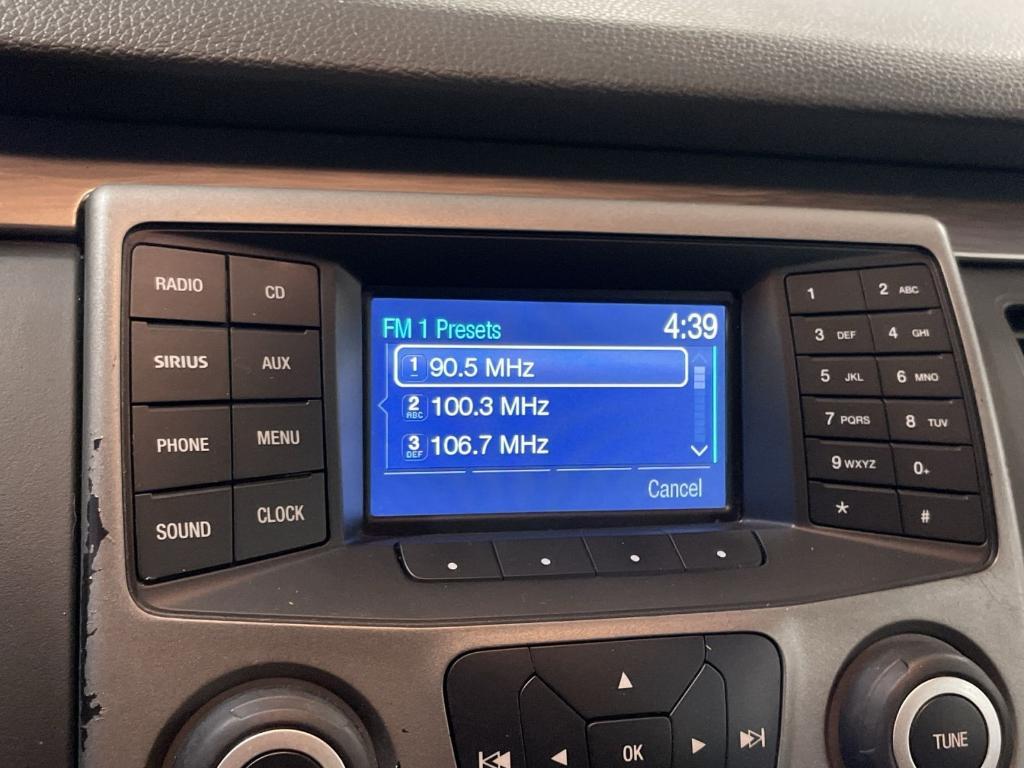 RADIO
CD
SIRIUS
AUX
PHONE
MENU
SOUND
CLOCK
FM 1 Presets 4:39
1 90.5 MHz
2 ABC 100.3 MHz
3 DEF 106.7 MHz
Cancel
1
2 ABC
3 DEF
4 GHI
5 JKL
6 MNO
7 PQRS
8 TUV
9 WXYZ
0+
*
#
OK
TUNE